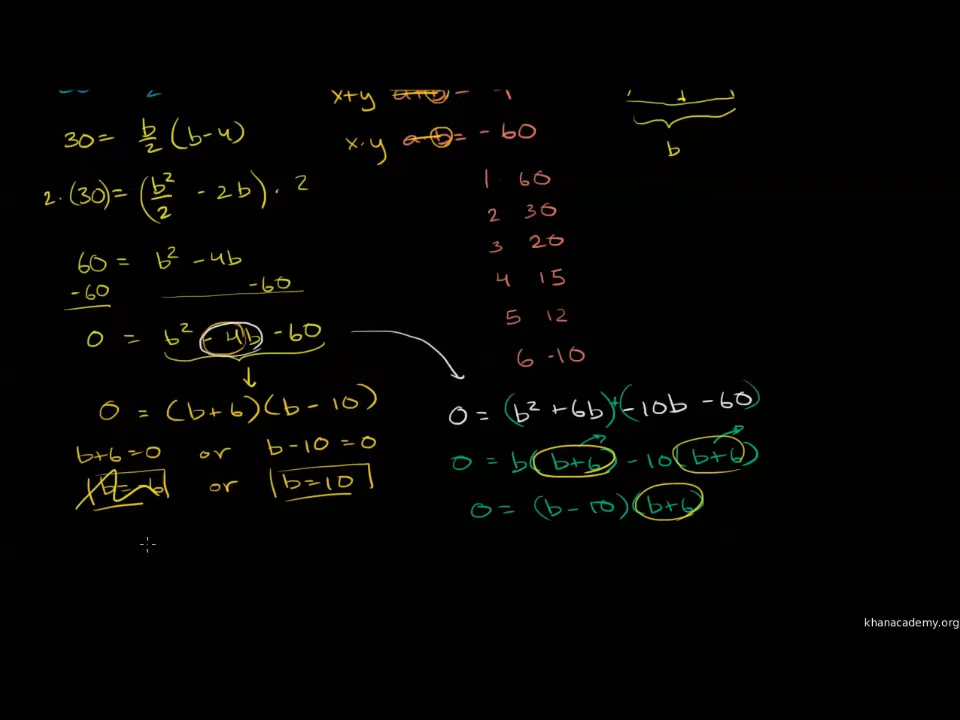 x+y a+b = -4
30 = b/2 (b-4)
x·y a·b = -60
b
2·(30) = (b²/2 - 2b)·2
1 60
2 30
3 20
4 15
5 12
6 -10
60 = b² - 4b
-60 -60
0 = b² - 4b - 60
0 = (b+6)(b-10)
b+6=0 or b-10=0
b=-6 or b=10
0 = (b²+6b)+(-10b-60)
0 = b(b+6) -10(b+6)
0 = (b-10)(b+6)
khanacademy.org